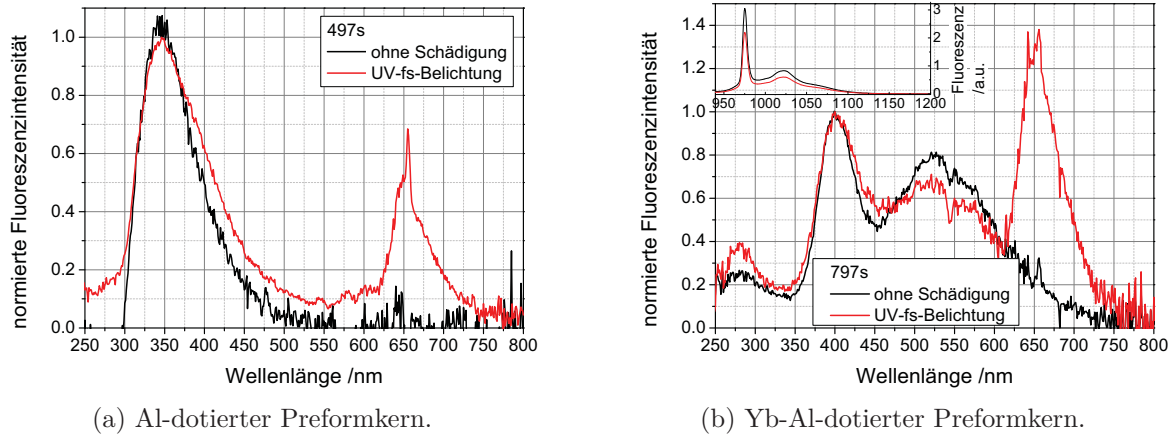 normierte Fluoreszenzintensität
1.0
0.8
0.6
0.4
0.2
0.0
497s
ohne Schädigung
UV-fs-Belichtung
250 300 350 400 450 500 550 600 650 700 750 800
Wellenlänge /nm
(a) Al-dotierter Preformkern.
normierte Fluoreszenzintensität
1.4
1.2
1.0
0.8
0.6
0.4
0.2
0.0
3
2
1
0
Fluoreszenz
/a.u.
950 1000 1050 1100 1150 1200
797s
ohne Schädigung
UV-fs-Belichtung
250 300 350 400 450 500 550 600 650 700 750 800
Wellenlänge /nm
(b) Yb-Al-dotierter Preformkern.